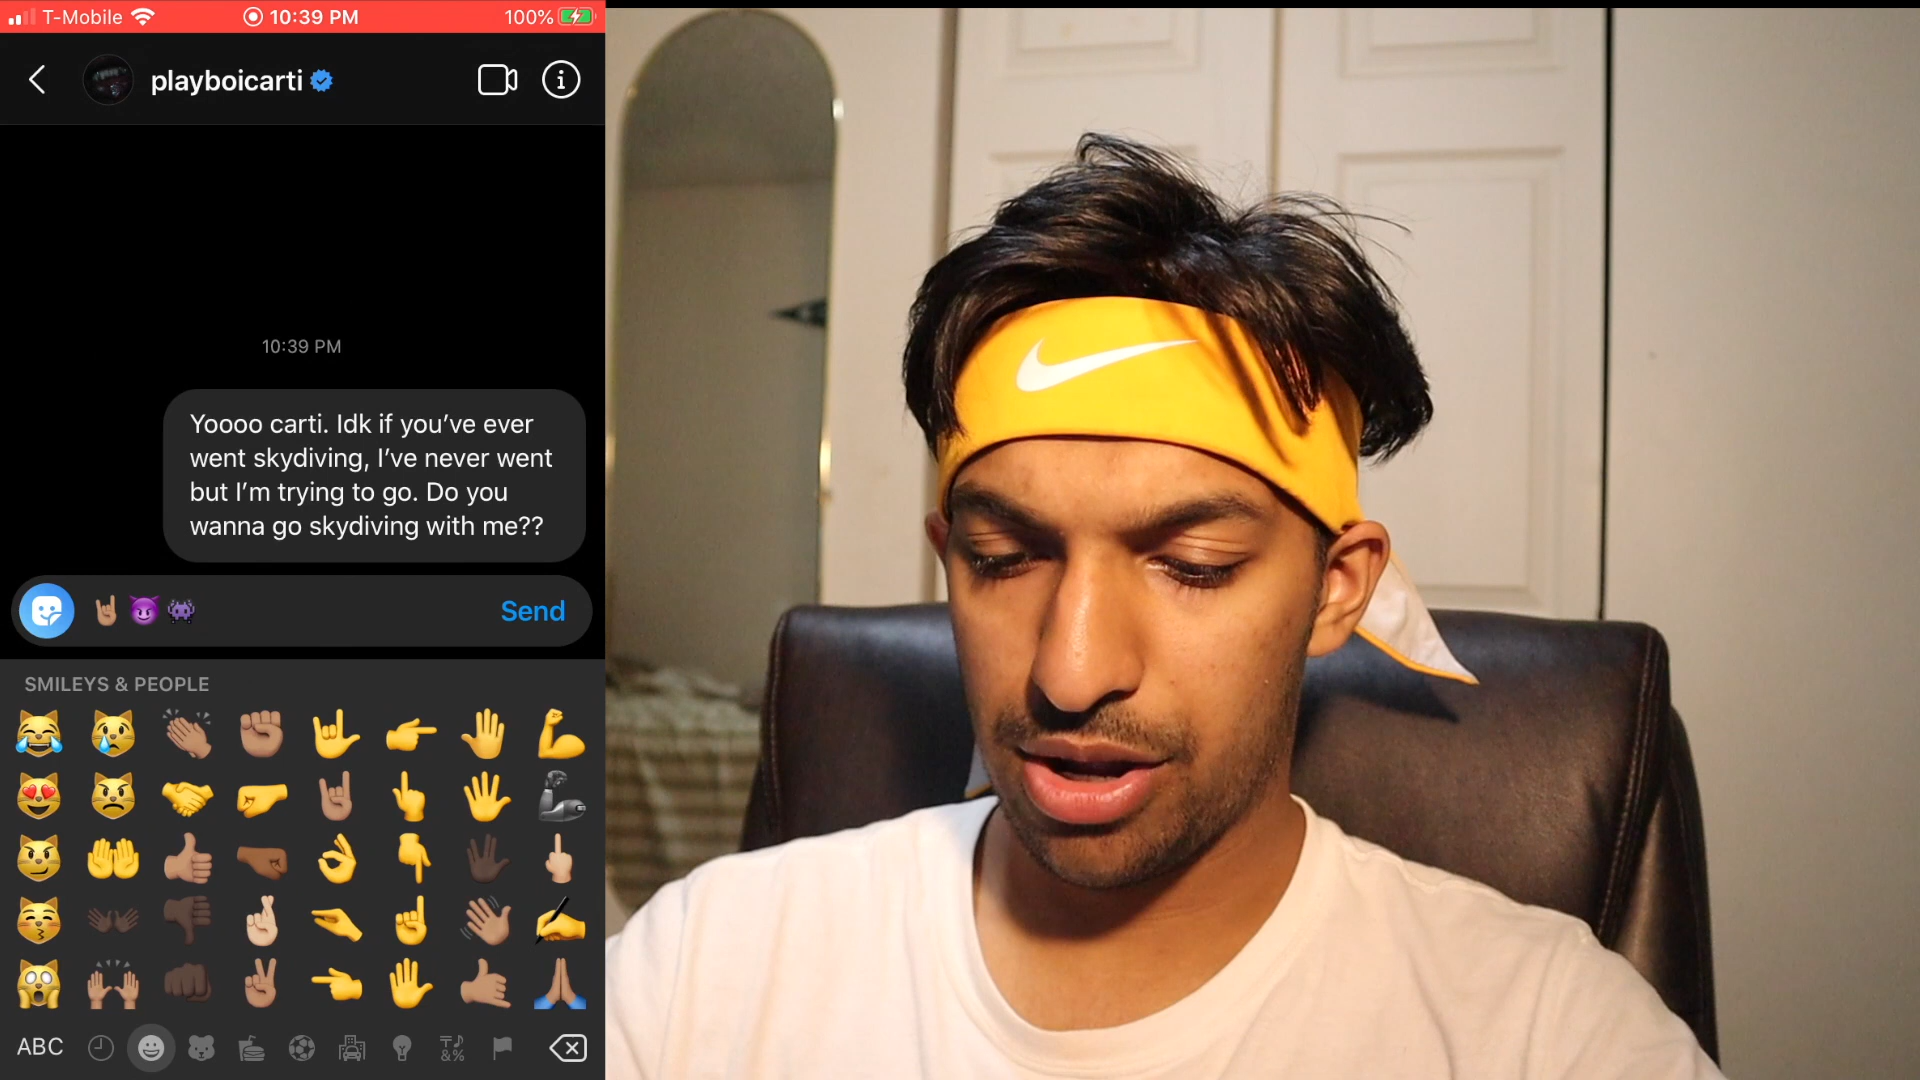 T-Mobile 10:39 PM 100%
playboicarti
10:39 PM
Yoooo carti. Idk if you’ve ever
went skydiving, I’ve never went
but I’m trying to go. Do you
wanna go skydiving with me??
🤘🏽😈👾 Send
SMILEYS & PEOPLE
ABC